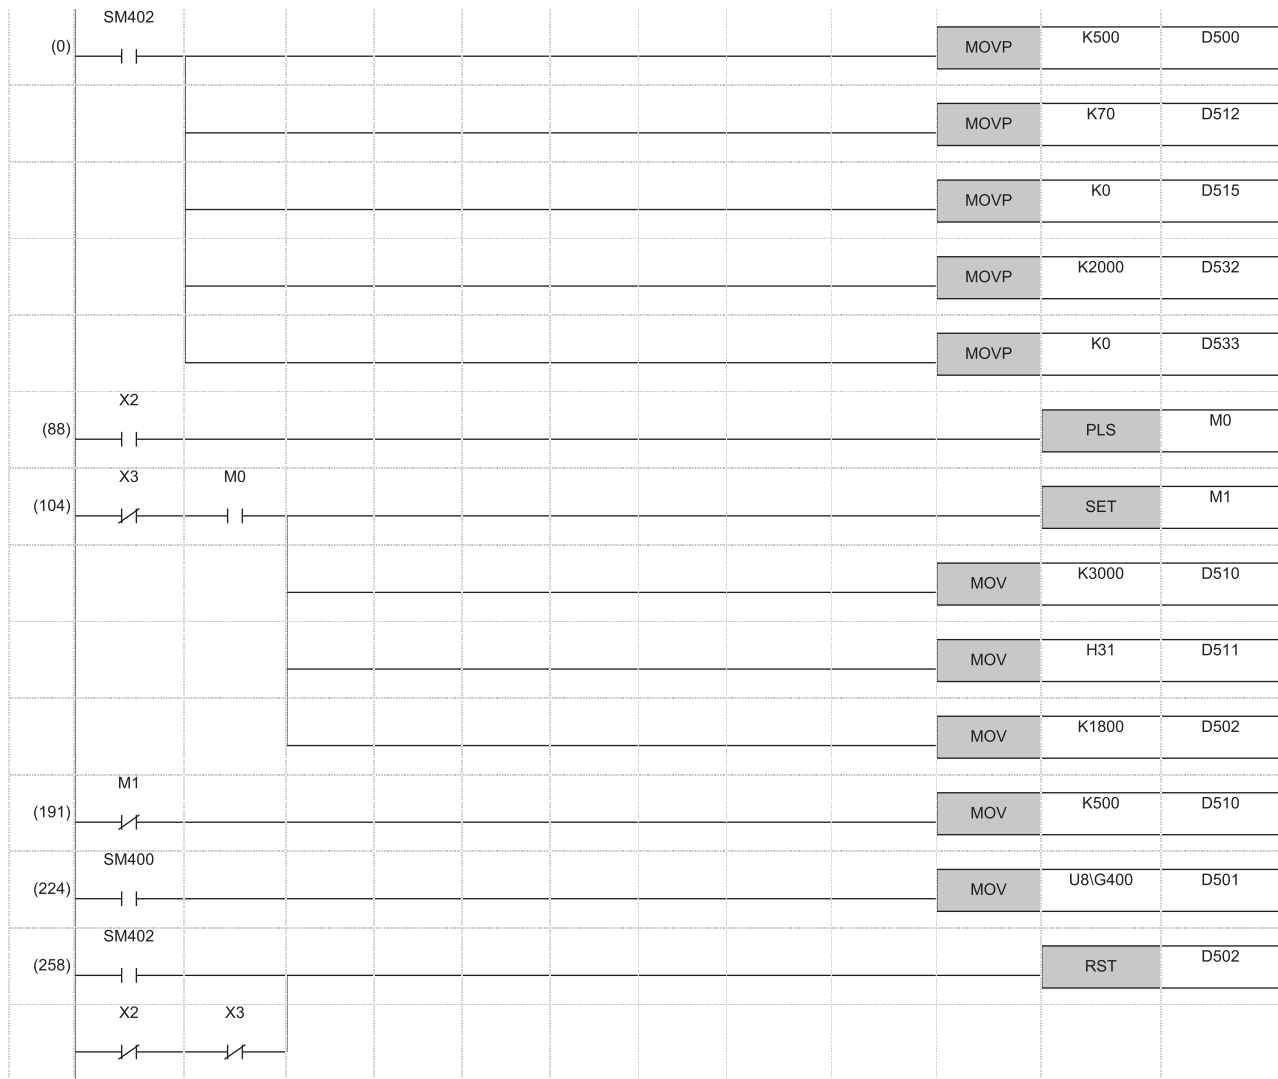 SM402
(0) MOVP K500 D500
MOVP K70 D512
MOVP K0 D515
MOVP K2000 D532
MOVP K0 D533
X2
(88) PLS M0
X3 M0
(104) SET M1
MOV K3000 D510
MOV H31 D511
MOV K1800 D502
M1
(191) MOV K500 D510
SM400
(224) MOV U8\G400 D501
SM402
(258) RST D502
X2 X3